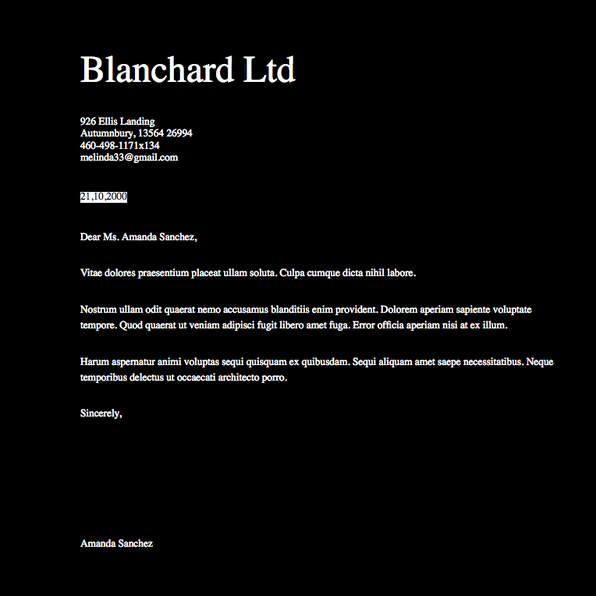 Blanchard Ltd
926 Ellis Landing
Autumnbury, 13564 26994
460-498-1171x134
melinda33@gmail.com
21,10,2000
Dear Ms. Amanda Sanchez,
Vitae dolores praesentium placeat ullam soluta. Culpa cumque dicta nihil labore.
Nostrum ullam odit quaerat nemo accusamus blanditiis enim provident. Dolorem aperiam sapiente voluptate
tempore. Quod quaerat ut veniam adipisci fugit libero amet fuga. Error officia aperiam nisi at ex illum.
Harum aspernatur animi voluptas sequi quisquam ex quibusdam. Sequi aliquam amet saepe necessitatibus. Neque
temporibus delectus ut occaecati architecto porro.
Sincerely,
Amanda Sanchez